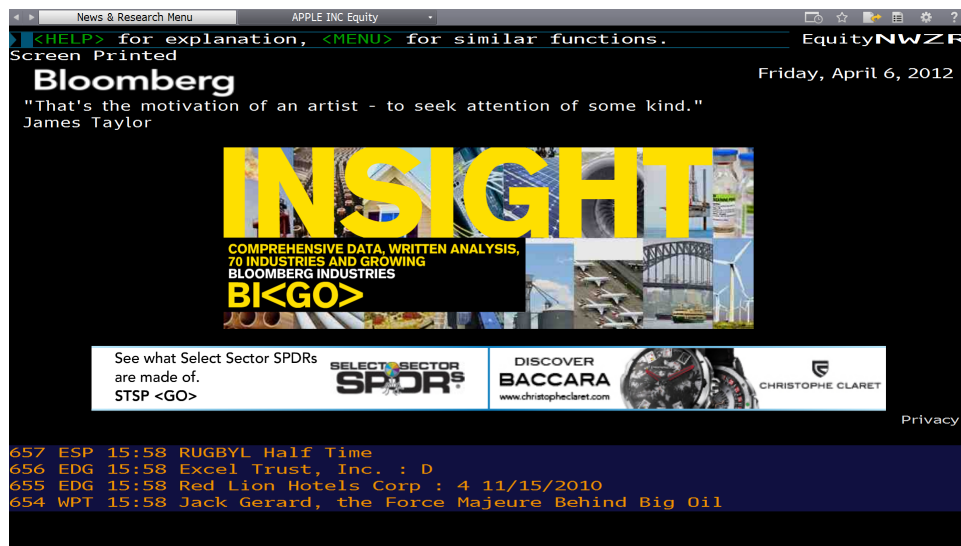 News & Research Menu
APPLE INC Equity
<HELP> for explanation, <MENU> for similar functions.
EquityNWZR
Screen Printed
Bloomberg
Friday, April 6, 2012
"That's the motivation of an artist - to seek attention of some kind."
James Taylor
INSIGHT
COMPREHENSIVE DATA, WRITTEN ANALYSIS,
70 INDUSTRIES AND GROWING
BLOOMBERG INDUSTRIES
BI<GO>
See what Select Sector SPDRs
are made of.
STSP <GO>
SELECT SECTOR
SPDRs
DISCOVER
BACCARA
www.christopheclaret.com
CHRISTOPHE CLARET
Privacy
657 ESP 15:58 RUGBYL Half Time
656 EDG 15:58 Excel Trust, Inc. : D
655 EDG 15:58 Red Lion Hotels Corp : 4 11/15/2010
654 WPT 15:58 Jack Gerard, the Force Majeure Behind Big Oil